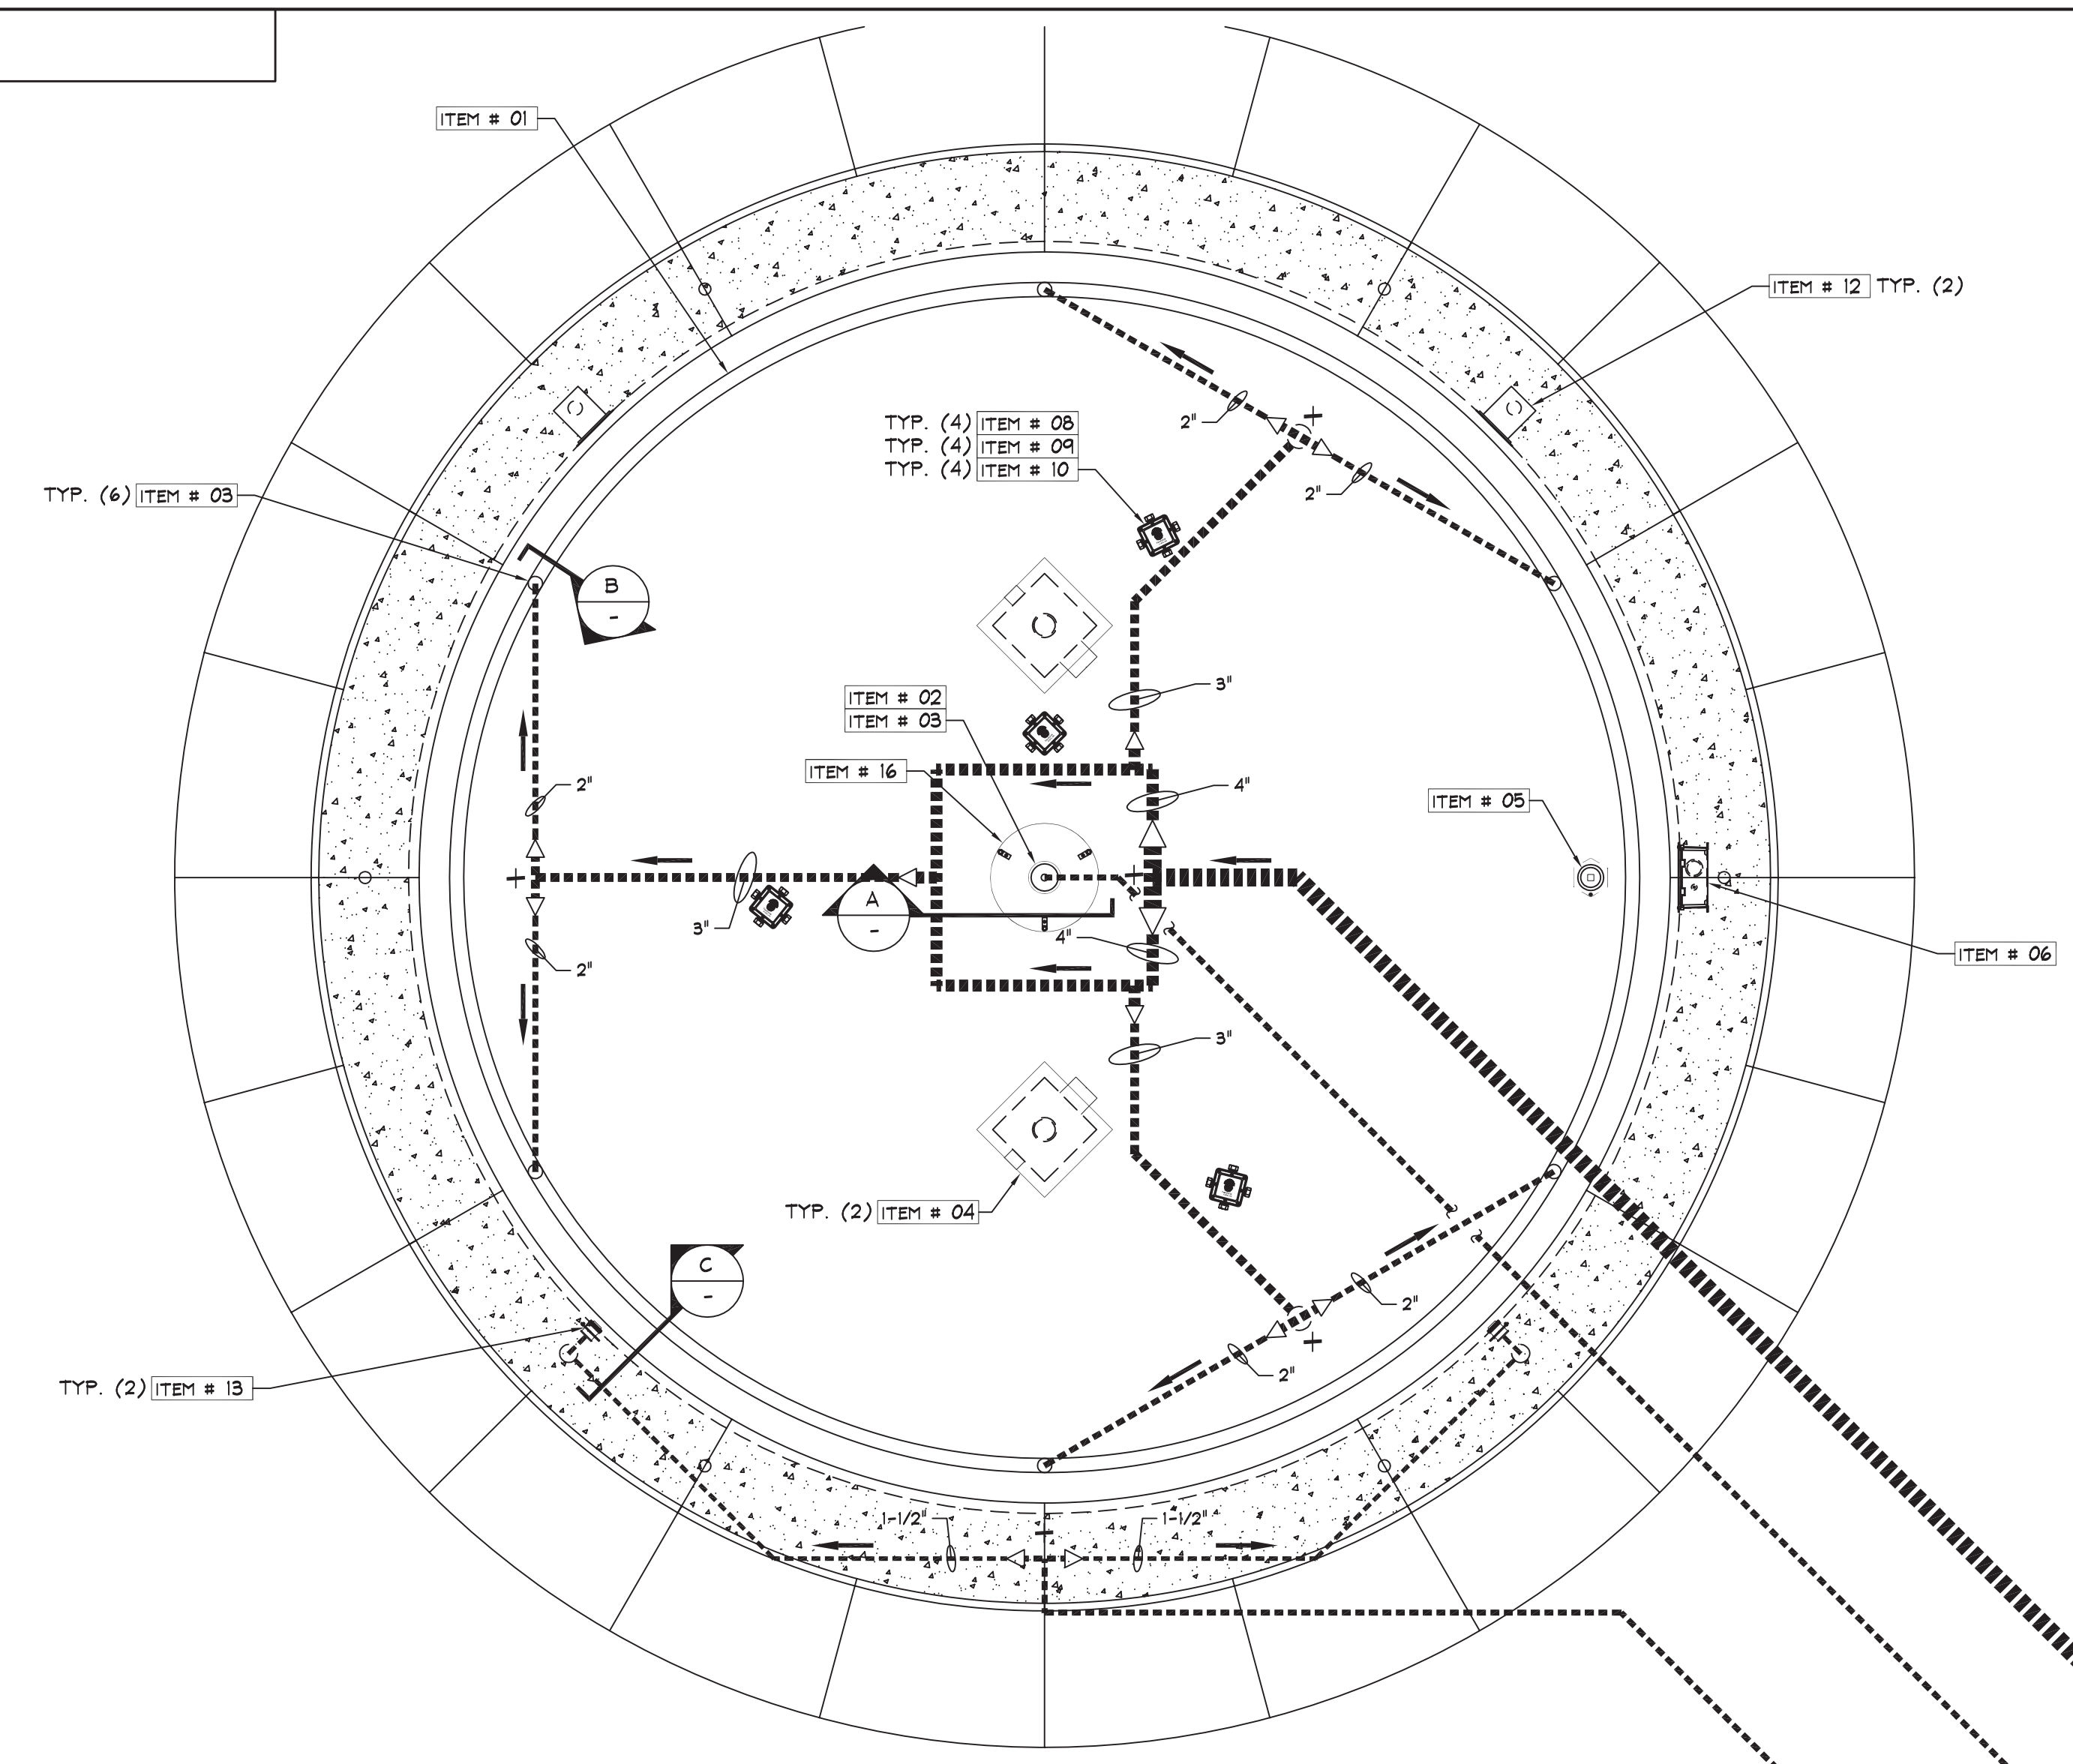 ITEM # 01
ITEM # 12 TYP. (2)
TYP. (4) ITEM # 08
TYP. (4) ITEM # 09
TYP. (4) ITEM # 10
2"
2"
TYP. (6) ITEM # 03
B
-
3"
ITEM # 02
ITEM # 03
ITEM # 16
2"
4"
ITEM # 05
A
-
3"
4"
ITEM # 06
2"
3"
TYP. (2) ITEM # 04
C
-
2"
2"
TYP. (2) ITEM # 13
1-1/2"
1-1/2"